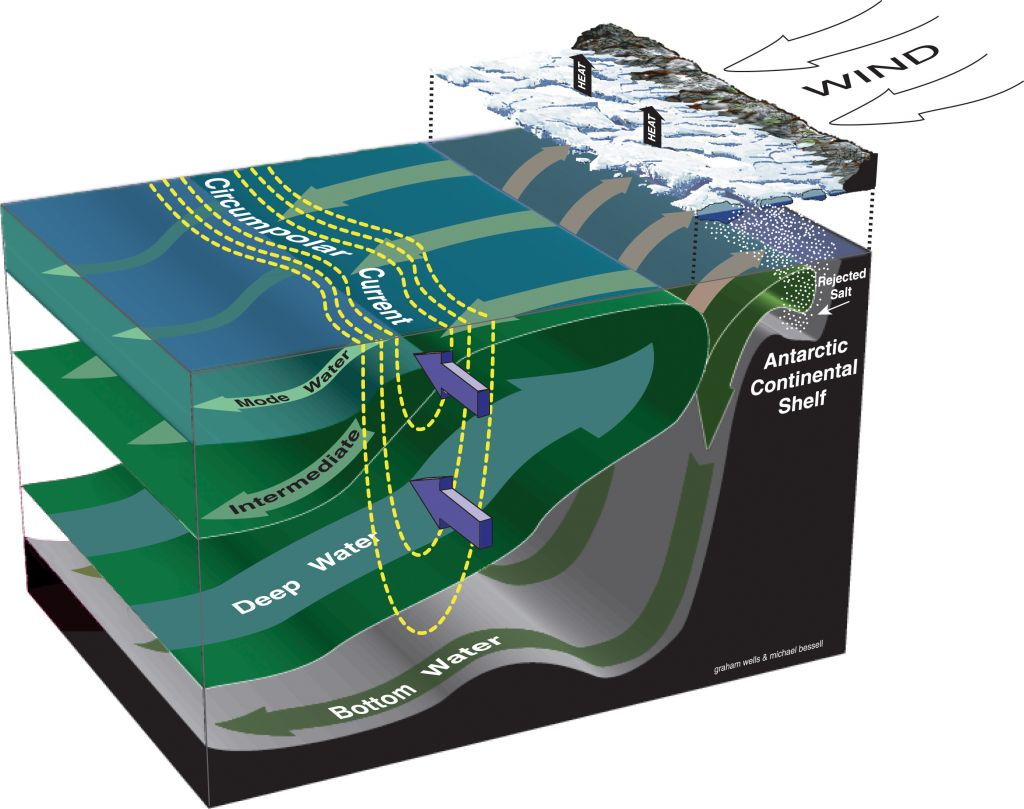 WIND
HEAT
HEAT
Circumpolar
Current
Rejected
Salt
Antarctic
Continental
Shelf
Mode Water
Intermediate
Deep Water
Bottom Water
graham wells & michael bessell